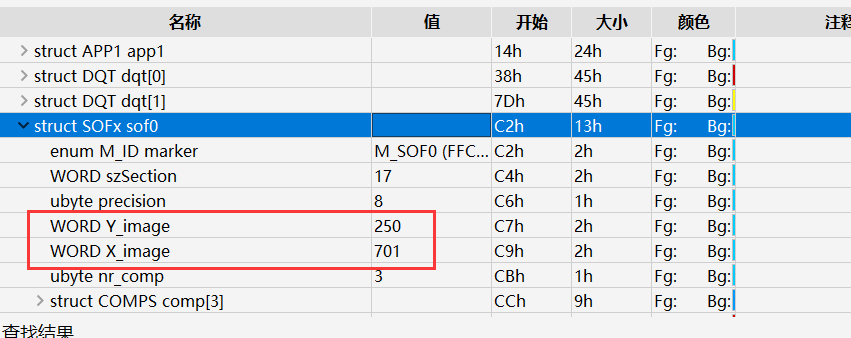 名称 值 开始 大小 颜色 注释
struct APP1 app1 14h 24h Fg: Bg:
struct DQT dqt[0] 38h 45h Fg: Bg:
struct DQT dqt[1] 7Dh 45h Fg: Bg:
struct SOFx sof0 C2h 13h Fg: Bg:
enum M_ID marker M_SOF0 (FFC... C2h 2h Fg: Bg:
WORD szSection 17 C4h 2h Fg: Bg:
ubyte precision 8 C6h 1h Fg: Bg:
WORD Y_image 250 C7h 2h Fg: Bg:
WORD X_image 701 C9h 2h Fg: Bg:
ubyte nr_comp 3 CBh 1h Fg: Bg:
struct COMPS comp[3] CCh 9h Fg: Bg:
查找结果